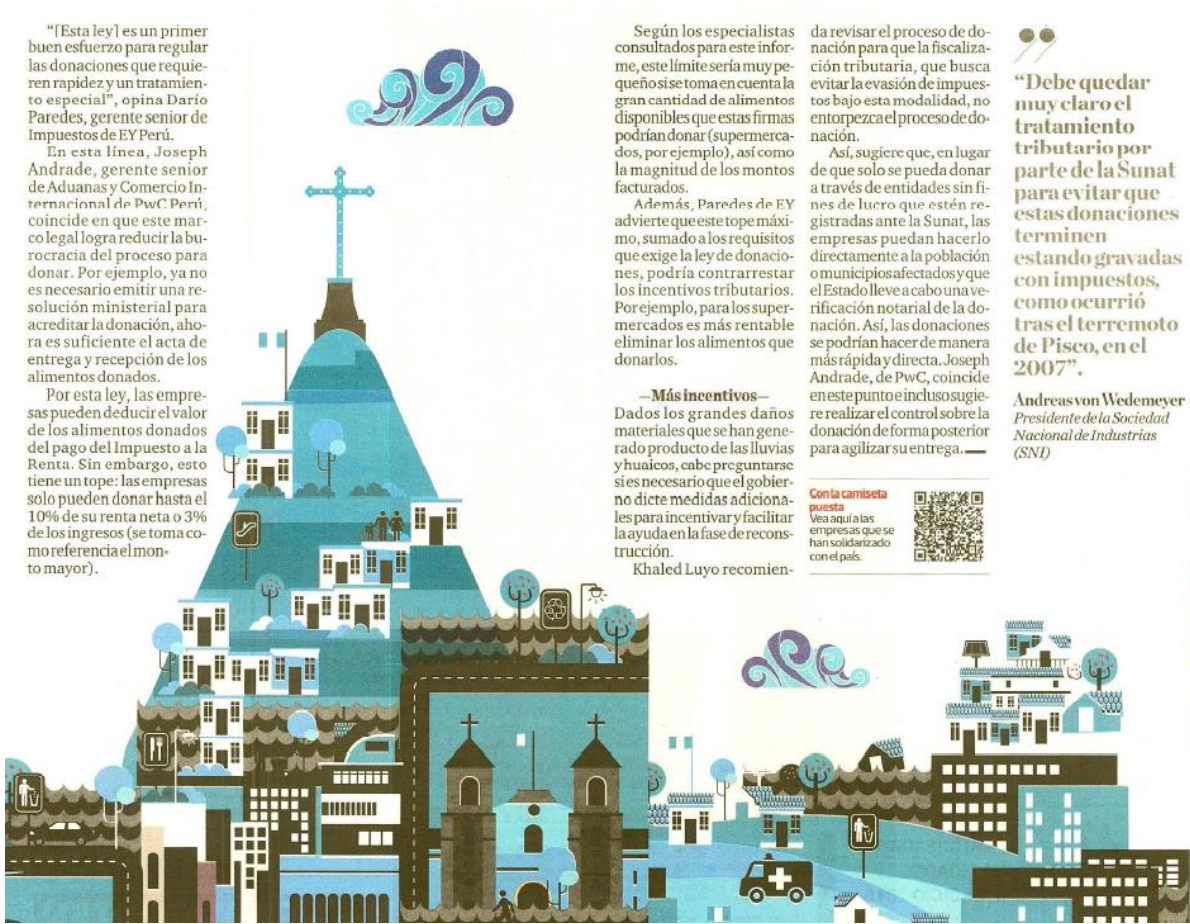 “[Esta ley] es un primer
buen esfuerzo para regular
las donaciones que requie-
ren rapidez y un tratamien-
to especial”, opina Darío
Paredes, gerente senior de
Impuestos de EY Perú.
En esta línea, Joseph
Andrade, gerente senior
de Aduanas y Comercio In-
ternacional de PwC Perú,
coincide en que este mar-
co legal logra reducir la bu-
rocracia del proceso para
donar. Por ejemplo, ya no
es necesario emitir una re-
solución ministerial para
acreditar la donación, aho-
ra es suficiente el acta de
entrega y recepción de los
alimentos donados.
Por esta ley, las empre-
sas pueden deducir el valor
de los alimentos donados
del pago del Impuesto a la
Renta. Sin embargo, esto
tiene un tope: las empresas
solo pueden donar hasta el
10% de su renta neta o 3%
de los ingresos (se toma co-
mo referencia el mon-
to mayor).
Según los especialistas
consultados para este infor-
me, este límite sería muy pe-
queño si se toma en cuenta la
gran cantidad de alimentos
disponibles que estas firmas
podrían donar (supermerca-
dos, por ejemplo), así como
la magnitud de los montos
facturados.
Además, Paredes de EY
advierte que este tope máxi-
mo, sumado a los requisitos
que exige la ley de donacio-
nes, podría contrarrestar
los incentivos tributarios.
Por ejemplo, para los super-
mercados es más rentable
eliminar los alimentos que
donarlos.
—Más incentivos—
Dados los grandes daños
materiales que se han gene-
rado producto de las lluvias
y huaicos, cabe preguntarse
si es necesario que el gobier-
no dicte medidas adiciona-
les para incentivar y facilitar
la ayuda en la fase de recons-
trucción.
Khaled Luyo recomien-
da revisar el proceso de do-
nación para que la fiscaliza-
ción tributaria, que busca
evitar la evasión de impues-
tos bajo esta modalidad, no
entorpezca el proceso de do-
nación.
Así, sugiere que, en lugar
de que solo se pueda donar
a través de entidades sin fi-
nes de lucro que estén re-
gistradas ante la Sunat, las
empresas puedan hacerlo
directamente a la población
o municipios afectados y que
el Estado lleve a cabo una ve-
rificación notarial de la do-
nación. Así, las donaciones
se podrían hacer de manera
más rápida y directa. Joseph
Andrade, de PwC, coincide
en este punto e incluso sugie-
re realizar el control sobre la
donación de forma posterior
para agilizar su entrega.
Con la camiseta
puesta
Vea aquí a las
empresas que se
han solidarizado
con el país.
”
“Debe quedar
muy claro el
tratamiento
tributario por
parte de la Sunat
para evitar que
estas donaciones
terminen
estando gravadas
con impuestos,
como ocurrió
tras el terremoto
de Pisco, en el
2007”.
Andreas von Wedemeyer
Presidente de la Sociedad
Nacional de Industrias
(SNI)